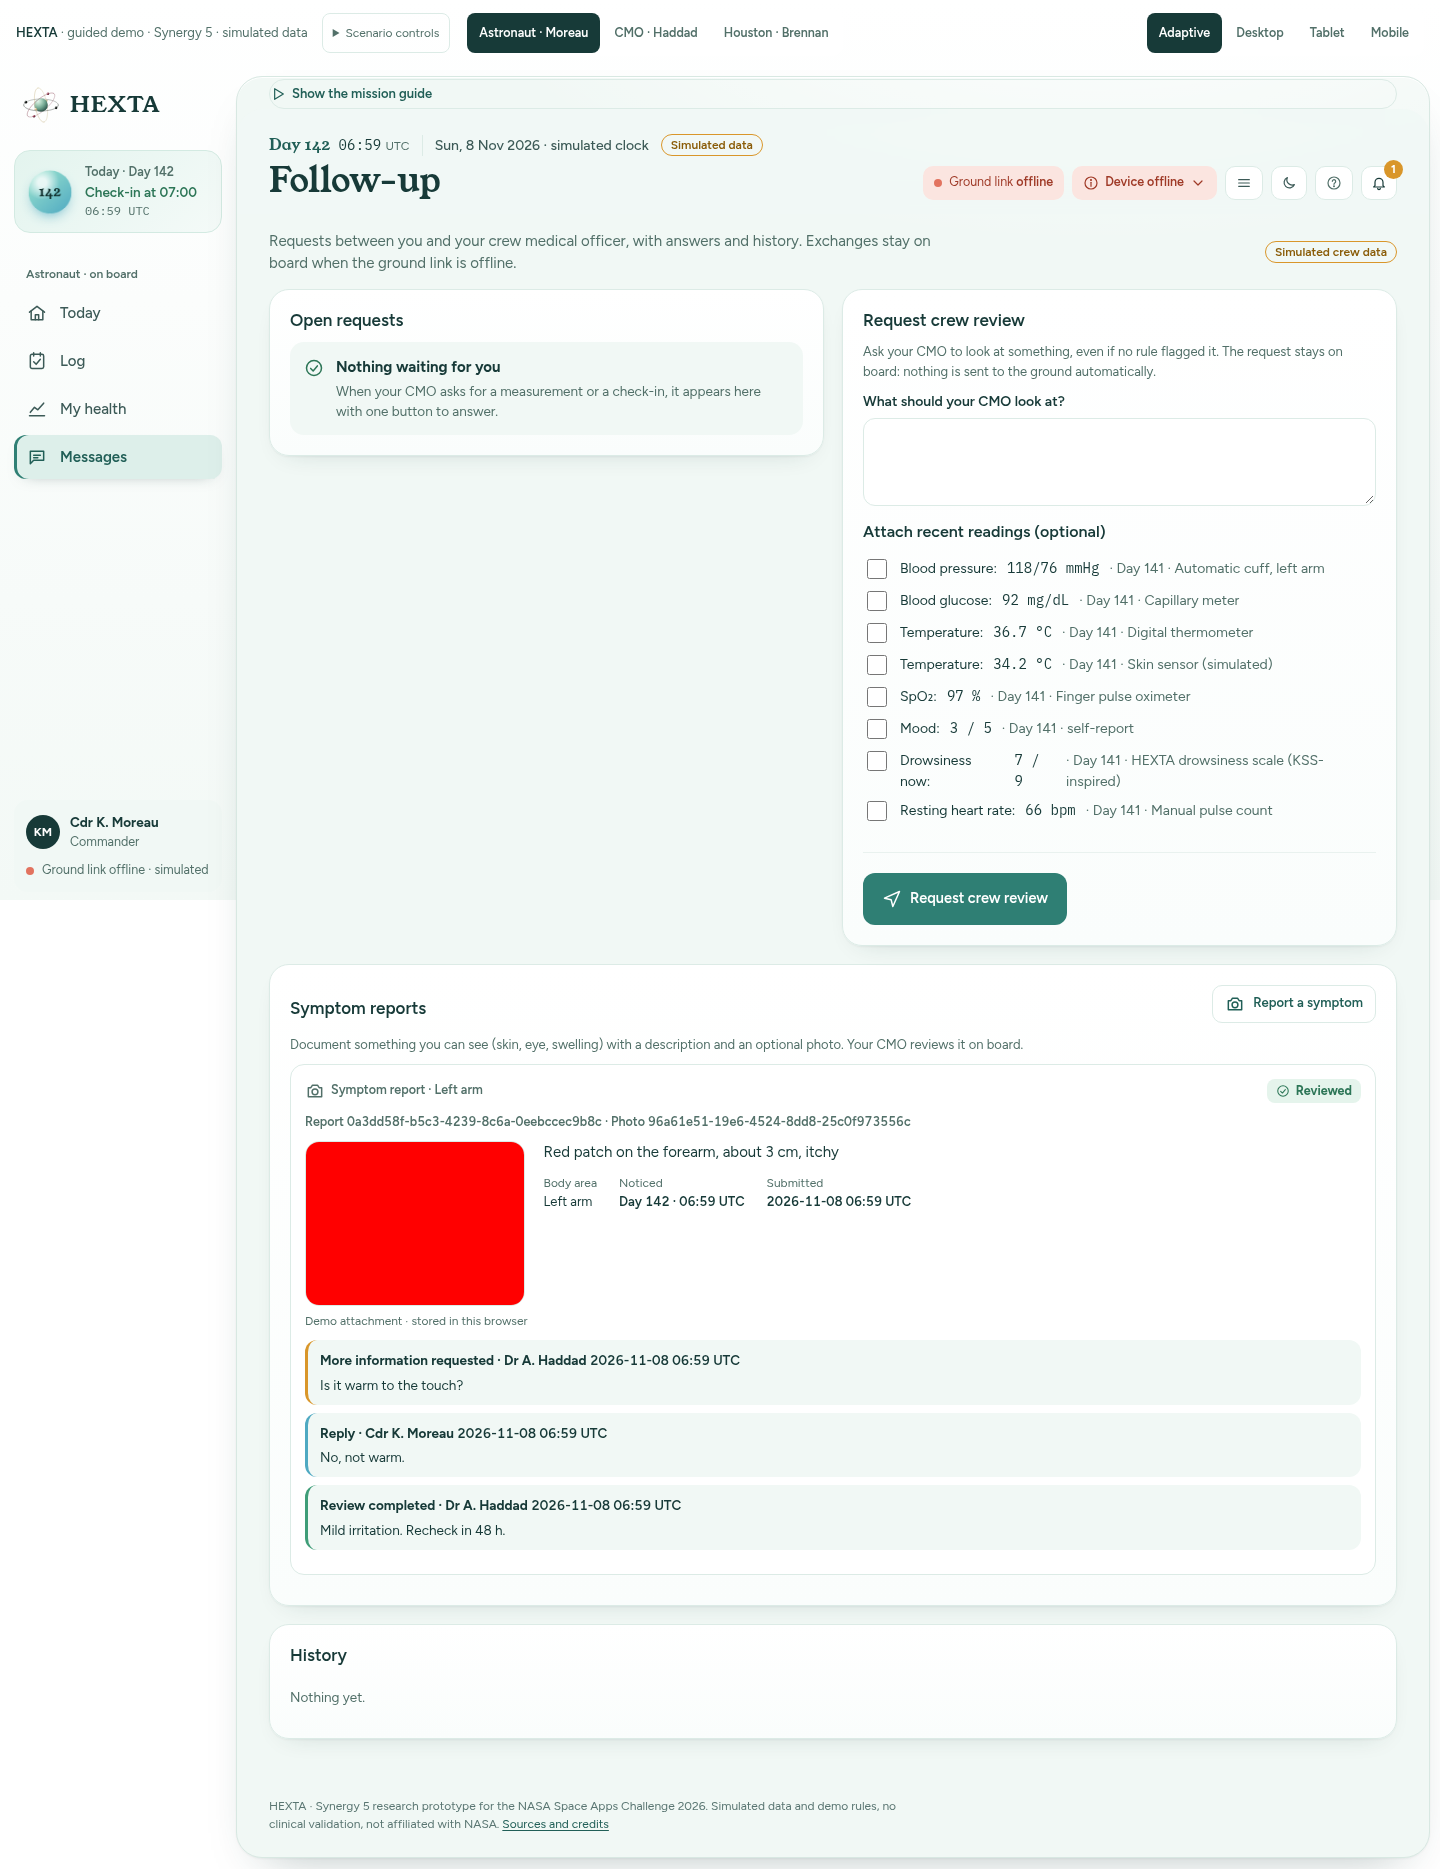 HEXTA · guided demo · Synergy 5 · simulated data
Scenario controls
Astronaut · Moreau
CMO · Haddad
Houston · Brennan
Adaptive
Desktop
Tablet
Mobile
HEXTA
142
Today · Day 142
Check-in at 07:00
06:59 UTC
Astronaut · on board
Today
Log
My health
Messages
KM
Cdr K. Moreau
Commander
Ground link offline · simulated
Show the mission guide
Day 142 06:59 UTC
Sun, 8 Nov 2026 · simulated clock
Simulated data
Follow-up
Ground link offline
Device offline
1
Requests between you and your crew medical officer, with answers and history. Exchanges stay on
board when the ground link is offline.
Simulated crew data
Open requests
Nothing waiting for you
When your CMO asks for a measurement or a check-in, it appears here
with one button to answer.
Request crew review
Ask your CMO to look at something, even if no rule flagged it. The request stays on
board: nothing is sent to the ground automatically.
What should your CMO look at?
Attach recent readings (optional)
Blood pressure: 118/76 mmHg · Day 141 · Automatic cuff, left arm
Blood glucose: 92 mg/dL · Day 141 · Capillary meter
Temperature: 36.7 °C · Day 141 · Digital thermometer
Temperature: 34.2 °C · Day 141 · Skin sensor (simulated)
SpO₂: 97 % · Day 141 · Finger pulse oximeter
Mood: 3 / 5 · Day 141 · self-report
Drowsiness 7 / · Day 141 · HEXTA drowsiness scale (KSS-
now: 9 inspired)
Resting heart rate: 66 bpm · Day 141 · Manual pulse count
Request crew review
Symptom reports
Report a symptom
Document something you can see (skin, eye, swelling) with a description and an optional photo. Your CMO reviews it on board.
Symptom report · Left arm
Reviewed
Report 0a3dd58f-b5c3-4239-8c6a-0eebccec9b8c · Photo 96a61e51-19e6-4524-8dd8-25c0f973556c
Red patch on the forearm, about 3 cm, itchy
Body area Noticed Submitted
Left arm Day 142 · 06:59 UTC 2026-11-08 06:59 UTC
Demo attachment · stored in this browser
More information requested · Dr A. Haddad 2026-11-08 06:59 UTC
Is it warm to the touch?
Reply · Cdr K. Moreau 2026-11-08 06:59 UTC
No, not warm.
Review completed · Dr A. Haddad 2026-11-08 06:59 UTC
Mild irritation. Recheck in 48 h.
History
Nothing yet.
HEXTA · Synergy 5 research prototype for the NASA Space Apps Challenge 2026. Simulated data and demo rules, no
clinical validation, not affiliated with NASA. Sources and credits